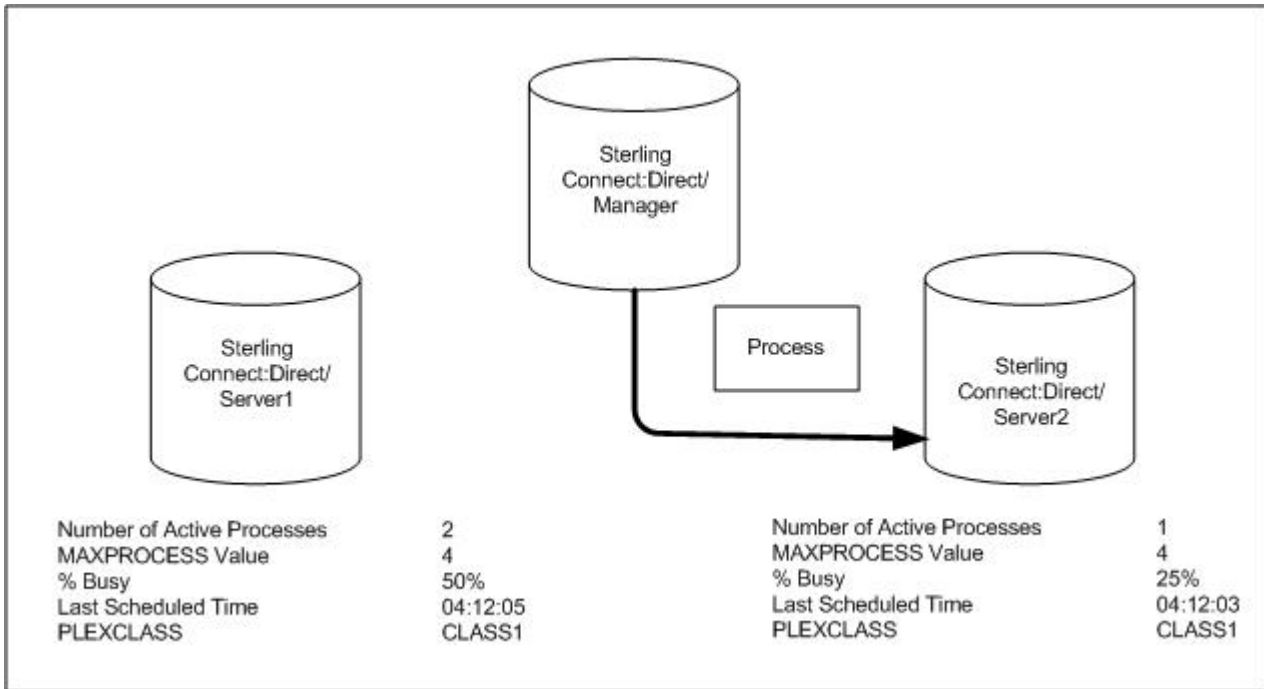 Sterling
Connect:Direct/
Manager
Sterling
Connect:Direct/
Server1
Process
Sterling
Connect:Direct/
Server2
Number of Active Processes 2
MAXPROCESS Value 4
% Busy 50%
Last Scheduled Time 04:12:05
PLEXCLASS CLASS1
Number of Active Processes 1
MAXPROCESS Value 4
% Busy 25%
Last Scheduled Time 04:12:03
PLEXCLASS CLASS1